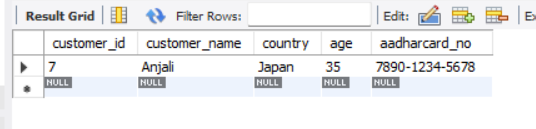 Result Grid Filter Rows: Edit:
customer_id customer_name country age aadharcard_no
7 Anjali Japan 35 7890-1234-5678
NULL NULL NULL NULL NULL